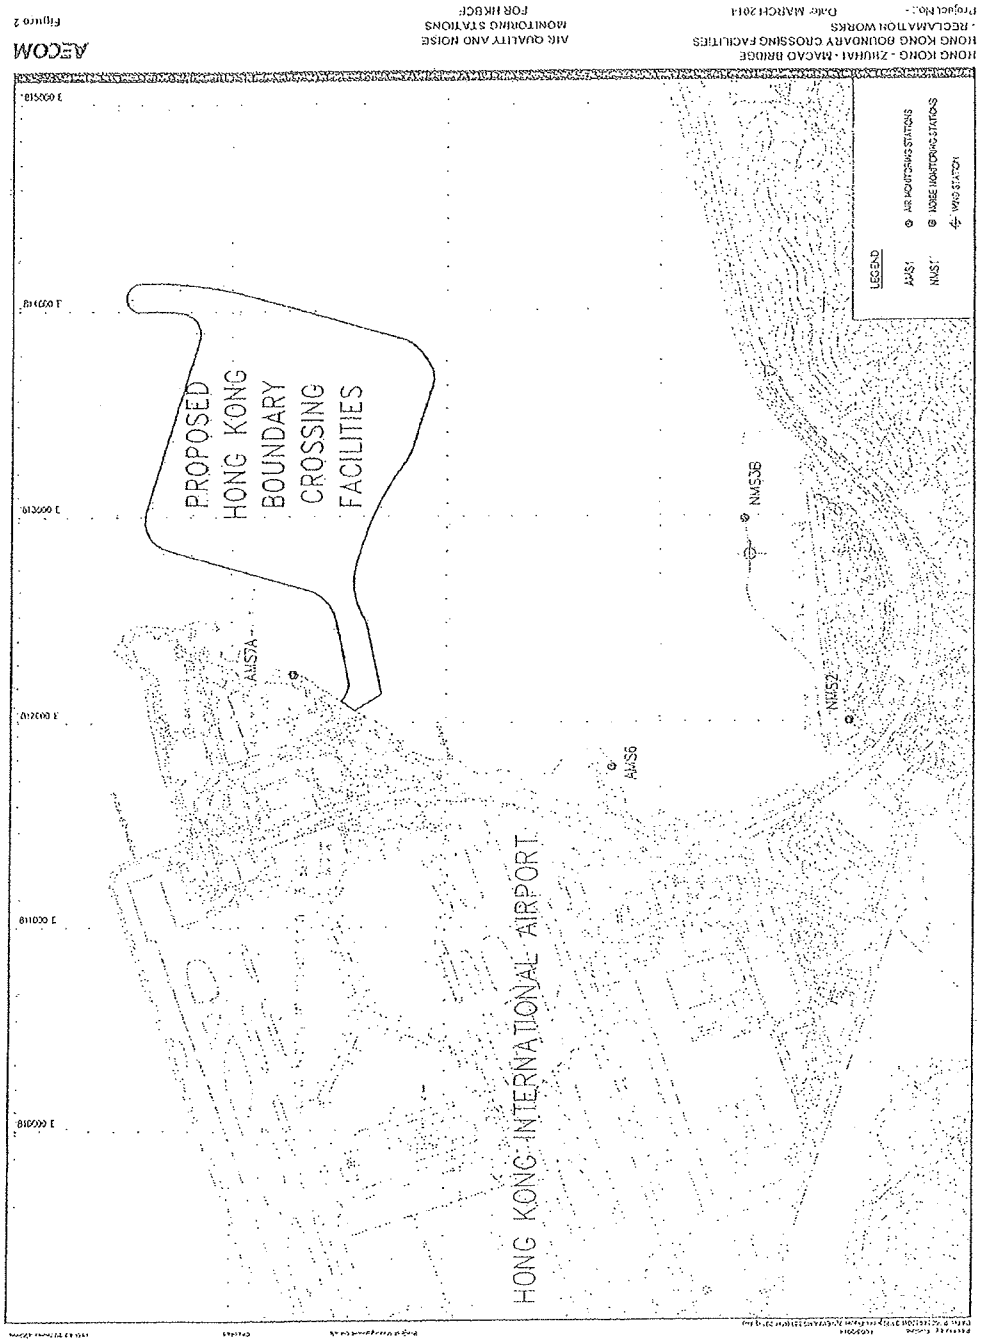 HONG KONG - ZHUHAI - MACAO BRIDGE
HONG KONG BOUNDARY CROSSING FACILITIES
- RECLAMATION WORKS
Project No.: -
Date: MARCH 2014
AIR QUALITY AND NOISE
MONITORING STATIONS
FOR HKBCF
AECOM
Figure 2
PROPOSED
HONG KONG
BOUNDARY
CROSSING
FACILITIES
HONG KONG INTERNATIONAL AIRPORT
AMS7A
AMS6
NMS2
NMS3B
LEGEND
AMS1 AIR MONITORING STATIONS
NMS1 NOISE MONITORING STATIONS
WIND STATION
814000 E
813000 E
812000 E
811000 E
810000 E